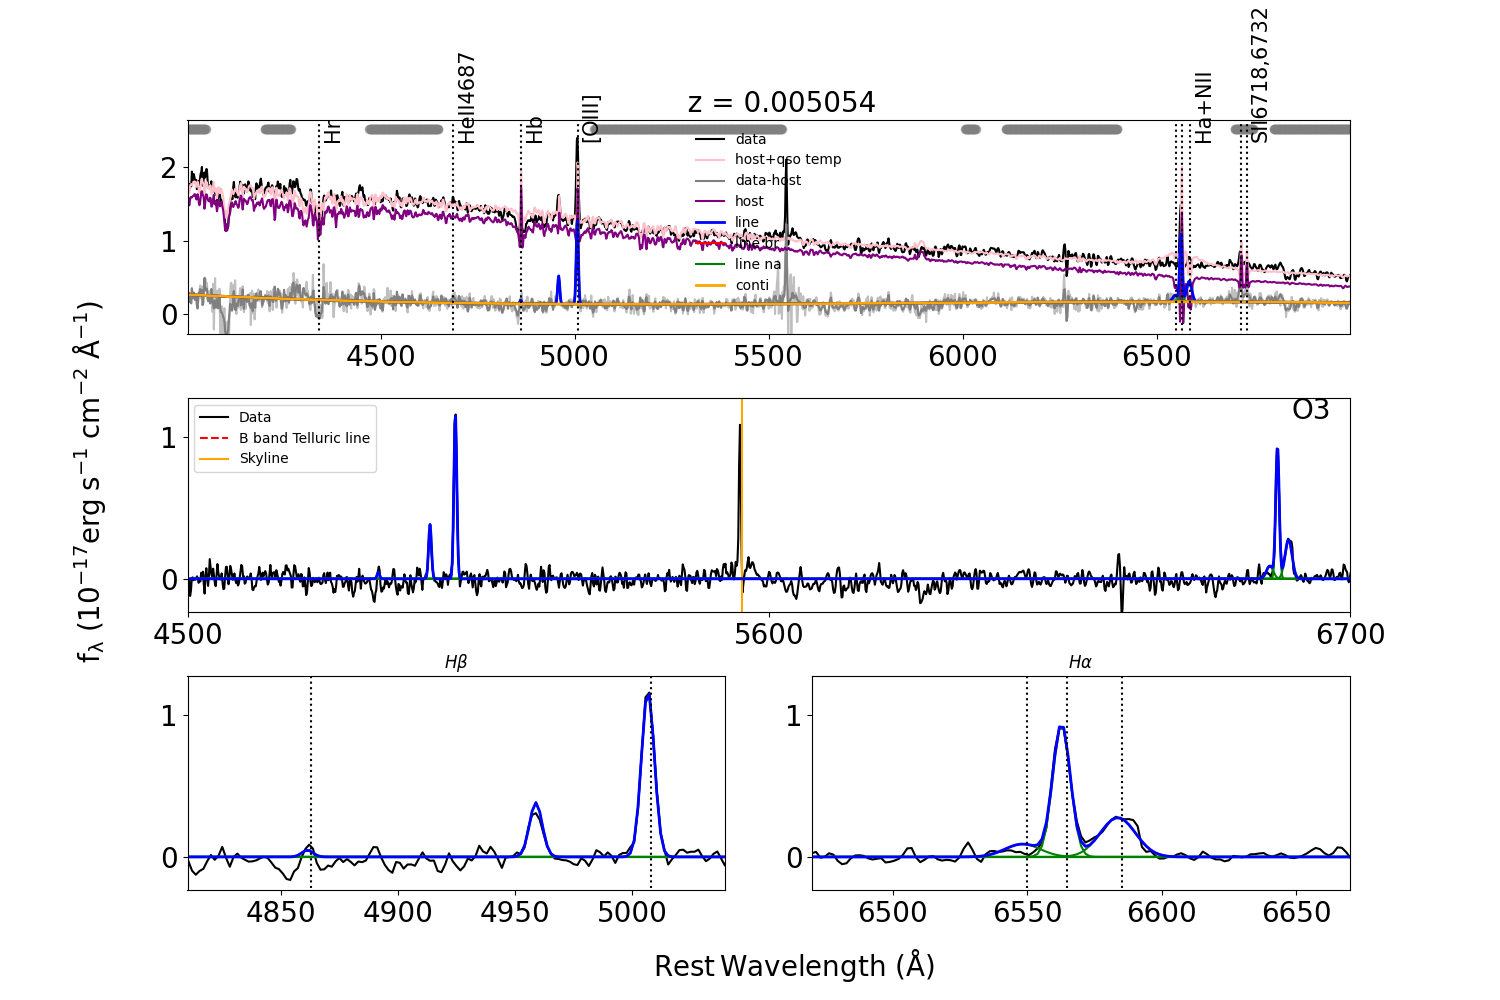 z = 0.005054
Hr
HeII4687
Hb
[OIII]
Ha+NII
SII6718,6732
data
host+qso temp
data-host
host
line
line br
line na
conti
2
1
0
4500
5000
5500
6000
6500
fλ (10−17erg s−1 cm−2 Å−1)
O3
Data
B band Telluric line
Skyline
1
0
4500
5600
6700
Hβ
1
0
4850
4900
4950
5000
Hα
1
0
6500
6550
6600
6650
Rest Wavelength (Å)